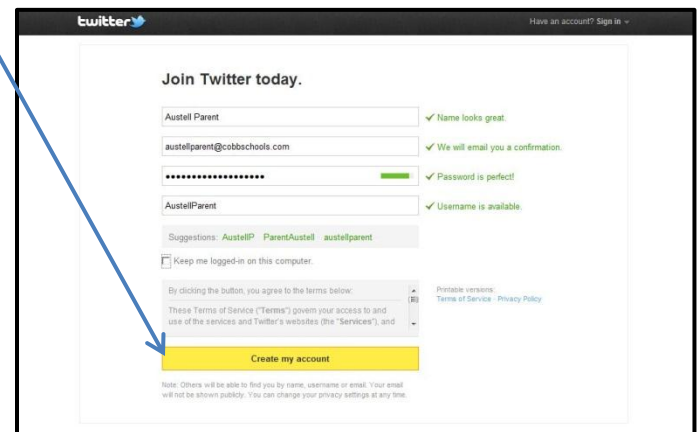 twitter
Have an account? Sign in
Join Twitter today.
Austell Parent
✓ Name looks great.
austellparent@cobbschools.com
✓ We will email you a confirmation.
•••••••••••••••••••
✓ Password is perfect!
AustellParent
✓ Username is available.
Suggestions: AustellP ParentAustell austellparent
Keep me logged-in on this computer.
By clicking the button, you agree to the terms below:
These Terms of Service ("Terms") govern your access to and
use of the services and Twitter's websites (the "Services"), and
Printable versions:
Terms of Service · Privacy Policy
Create my account
Note: Others will be able to find you by name, username or email. Your email
will not be shown publicly. You can change your privacy settings at any time.